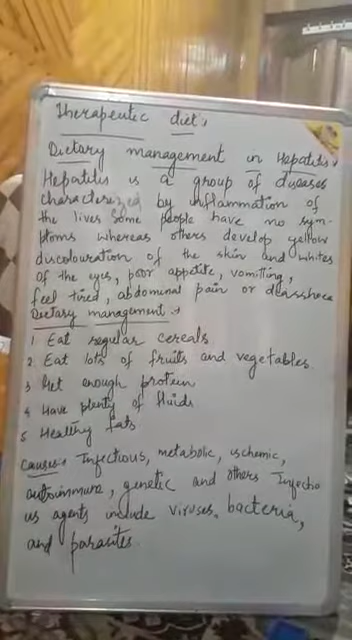 Therapeutic diet:
Dietary management in Hepatitis:
Hepatitis is a group of diseases
characterized by inflammation of
the lives some people have no sym-
ptoms whereas others develop yellow
discolouration of the skin and whites
of the eyes, poor appetite, vomitting,
feel tired, abdominal pain or diarrhoea
Dietary management:
1 Eat regular cereals
2. Eat lots of fruits and vegetables.
3 Get enough protein
4 Have plenty of fluids
5 Healthy fats
Causes: Infectious, metabolic, ischemic,
autoimmune, genetic and others Infectio
us agents include viruses, bacteria,
and parasites.